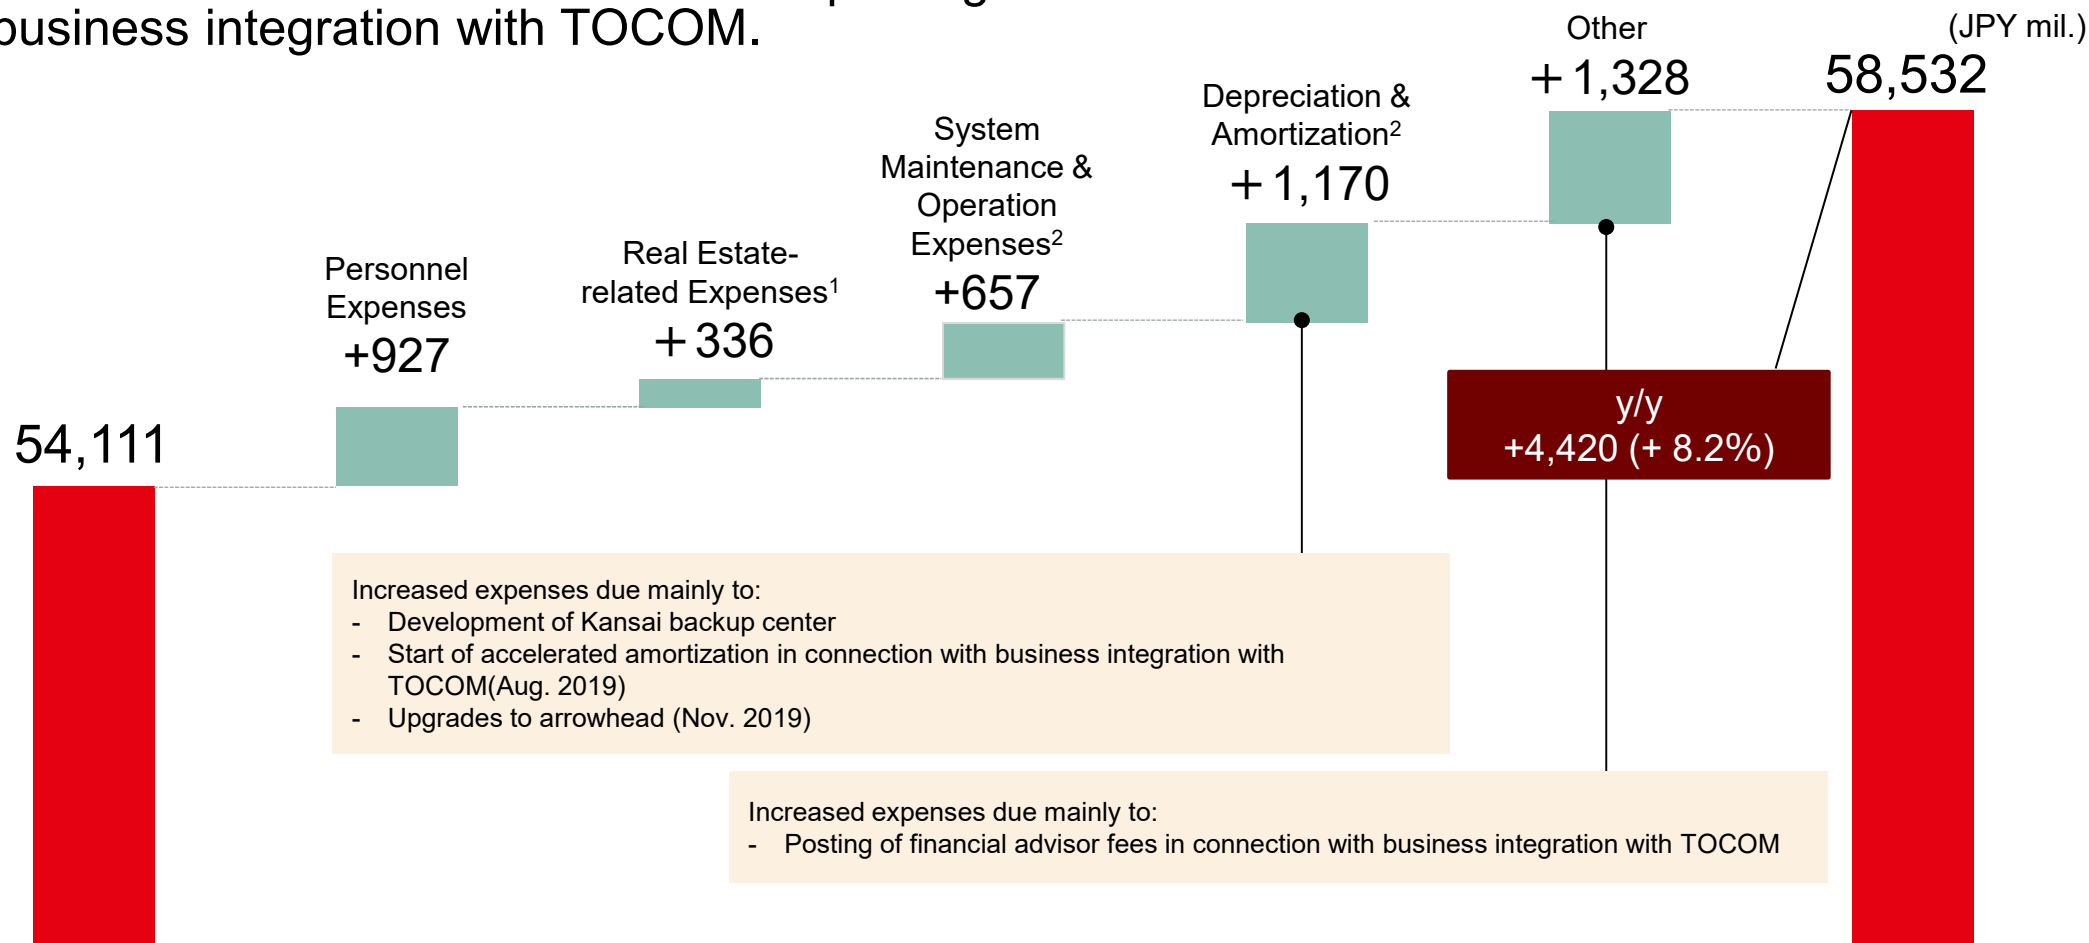 business integration with TOCOM.
(JPY mil.)
54,111
Personnel
Expenses
+927
Real Estate-
related Expenses1
＋336
System
Maintenance &
Operation
Expenses2
+657
Depreciation &
Amortization2
＋1,170
Other
＋1,328
58,532
y/y
+4,420 (+ 8.2%)
Increased expenses due mainly to:
- Development of Kansai backup center
- Start of accelerated amortization in connection with business integration with
TOCOM(Aug. 2019)
- Upgrades to arrowhead (Nov. 2019)
Increased expenses due mainly to:
- Posting of financial advisor fees in connection with business integration with TOCOM